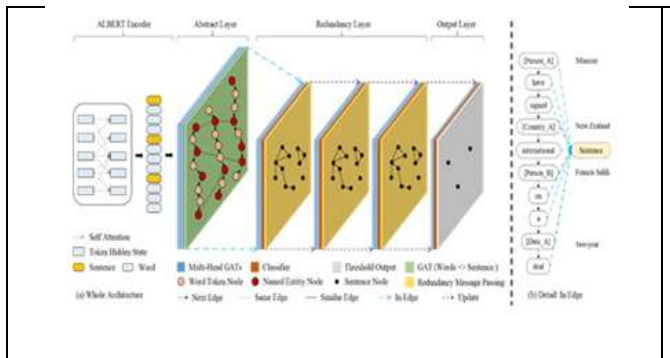 ALBERT Encoder Abstract Layer Redundancy Layer Output Layer
[Person_A]
have
signed
[Country_A] New Zealand
international Sentence
[Person_B]
on
a
[Date_A] two-year
deal
Self Attention
Token Hidden State
Sentence Word
Multi-Head GATs Classifier Threshold Output GAT (Words <> Sentence)
Word Token Node Named Entity Node Sentence Node Redundancy Message Passing
Next Edge Same Edge Similar Edge In Edge Update
(a) Whole Architecture (b) Detail In Edge